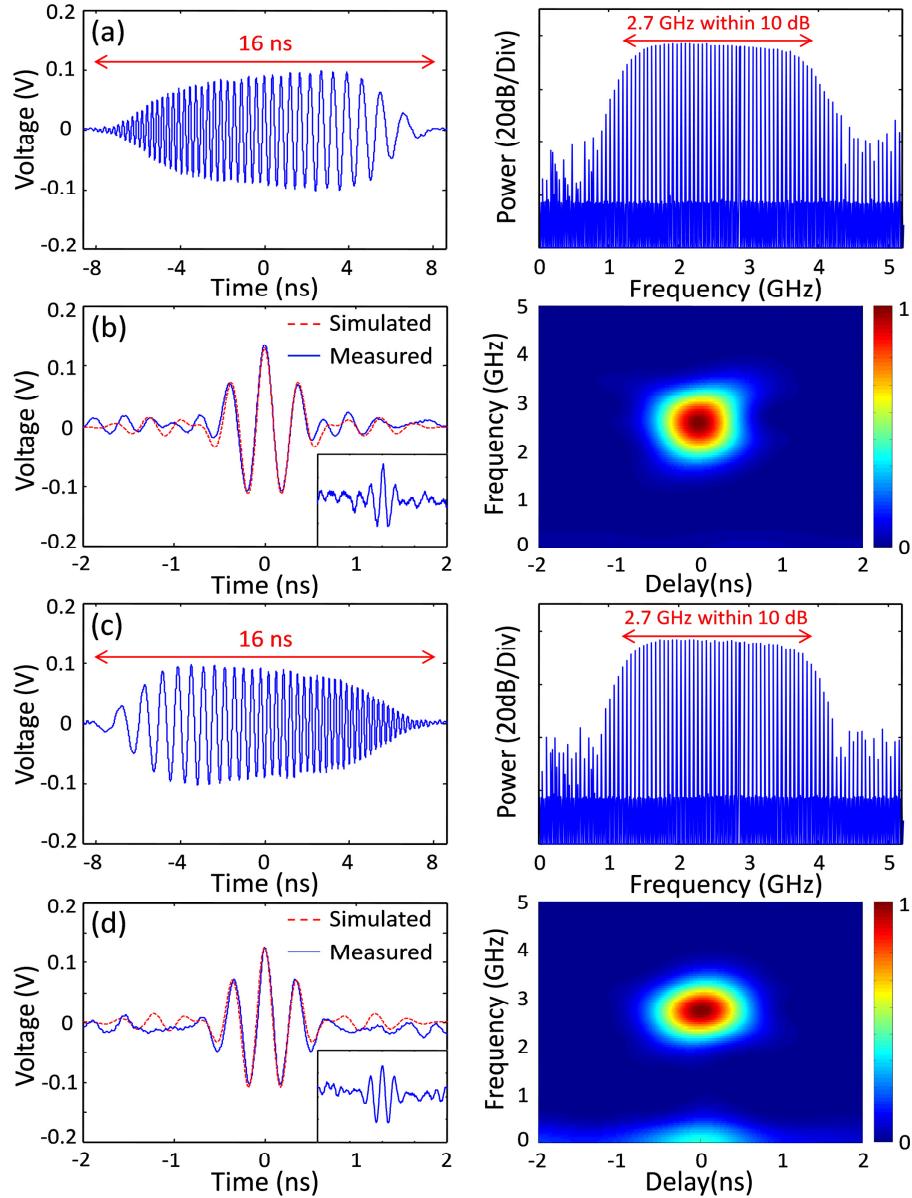 (a)
16 ns
0.2
0.1
0
-0.1
-0.2
Voltage (V)
-8
-4
0
4
8
Time (ns)
2.7 GHz within 10 dB
Power (20dB/Div)
0
1
2
3
4
5
Frequency (GHz)
(b)
Simulated
Measured
0.2
0.1
0
-0.1
-0.2
Voltage (V)
-2
-1
0
1
2
Time (ns)
5
4
3
2
1
0
Frequency (GHz)
-2
-1
0
1
2
Delay(ns)
1
0
(c)
16 ns
0.2
0.1
0
-0.1
-0.2
Voltage (V)
-8
-4
0
4
8
Time (ns)
2.7 GHz within 10 dB
Power (20dB/Div)
0
1
2
3
4
5
Frequency (GHz)
(d)
Simulated
Measured
0.2
0.1
0
-0.1
-0.2
Voltage (V)
-2
-1
0
1
2
Time (ns)
5
4
3
2
1
0
Frequency (GHz)
-2
-1
0
1
2
Delay(ns)
1
0